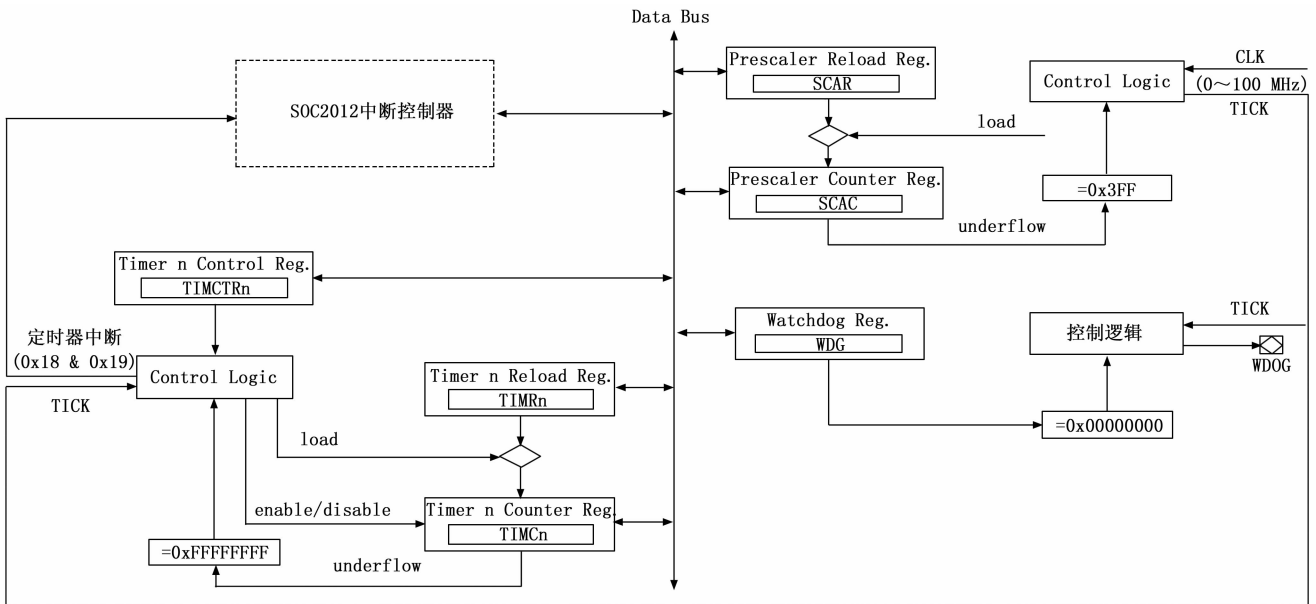 Data Bus
Prescaler Reload Reg.
SCAR
load
Prescaler Counter Reg.
SCAC
underflow
=0x3FF
Control Logic
CLK
(0～100 MHz)
TICK
SOC2012中断控制器
Timer n Control Reg.
TIMCTRn
定时器中断
(0x18 & 0x19)
TICK
Control Logic
Timer n Reload Reg.
TIMRn
load
enable/disable
Timer n Counter Reg.
TIMCn
underflow
=0xFFFFFFFF
Watchdog Reg.
WDG
=0x00000000
控制逻辑
TICK
WDOG